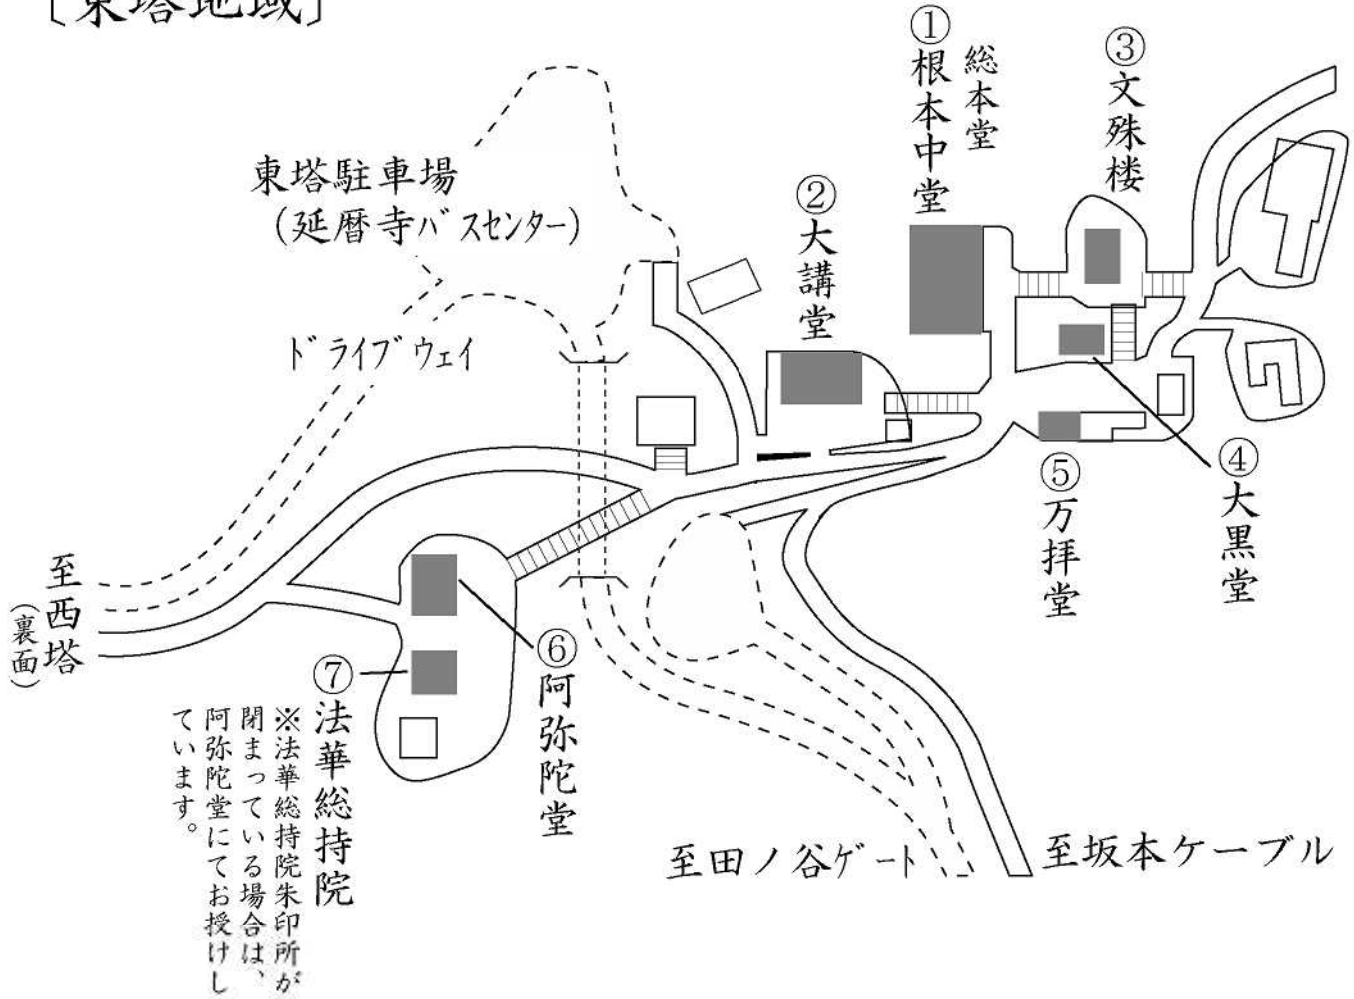 〔東塔地域〕
①根本中堂
総本堂
③文殊楼
②大講堂
東塔駐車場
(延暦寺バスセンター)
ドライブウェイ
④大黒堂
⑤万拝堂
至西塔
(裏面)
⑥阿弥陀堂
⑦法華総持院
※法華総持院朱印所が
閉まっている場合は、
阿弥陀堂にてお授けし
ています。
至田ノ谷ゲート
至坂本ケーブル